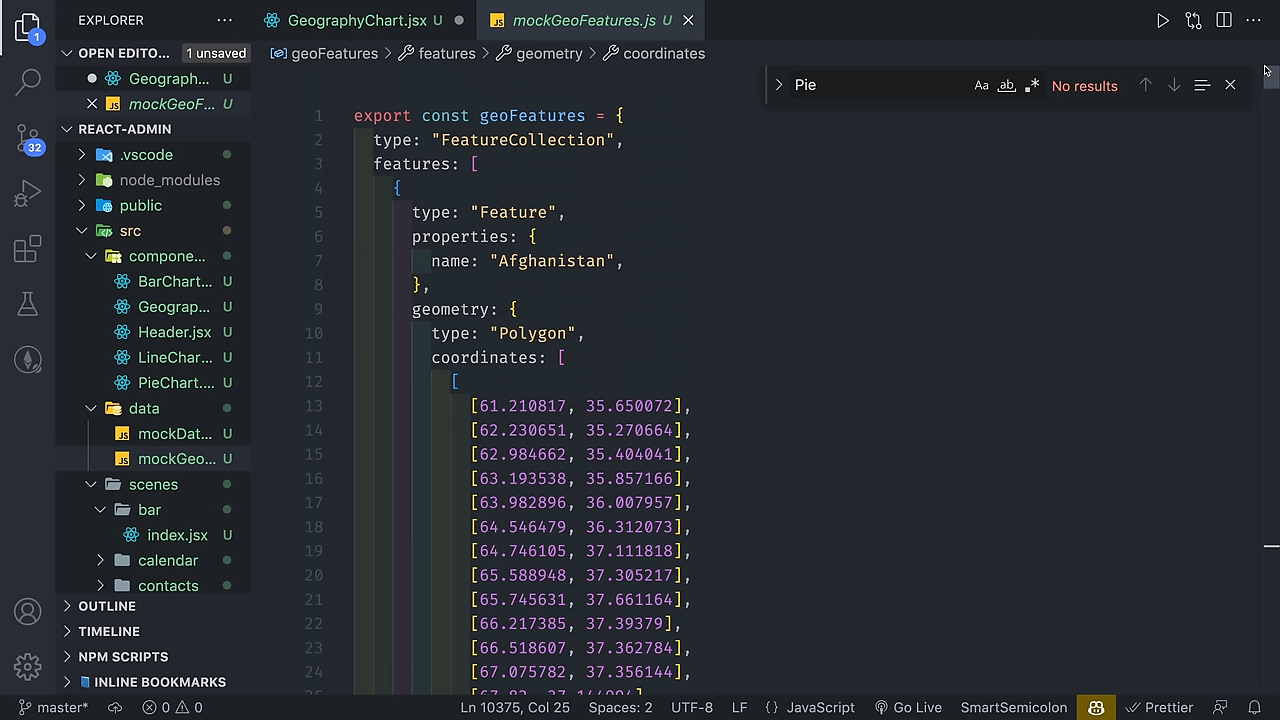 EXPLORER
GeographyChart.jsx U
mockGeoFeatures.js U
OPEN EDITO... 1 unsaved
geoFeatures > features > geometry > coordinates
Geograph... U
mockGeoF... U
Pie
Aa ab No results
REACT-ADMIN
.vscode
node_modules
public
src
compone...
BarChart... U
Geograp... U
Header.jsx U
LineChar... U
PieChart.... U
data
mockDat... U
mockGeo... U
scenes
bar
index.jsx U
calendar
contacts
OUTLINE
TIMELINE
NPM SCRIPTS
INLINE BOOKMARKS
1
32
1 export const geoFeatures = {
2 type: "FeatureCollection",
3 features: [
4 {
5 type: "Feature",
6 properties: {
7 name: "Afghanistan",
8 },
9 geometry: {
10 type: "Polygon",
11 coordinates: [
12 [
13 [61.210817, 35.650072],
14 [62.230651, 35.270664],
15 [62.984662, 35.404041],
16 [63.193538, 35.857166],
17 [63.982896, 36.007957],
18 [64.546479, 36.312073],
19 [64.746105, 37.111818],
20 [65.588948, 37.305217],
21 [65.745631, 37.661164],
22 [66.217385, 37.39379],
23 [66.518607, 37.362784],
24 [67.075782, 37.356144],
master* 0 0 Ln 10375, Col 25 Spaces: 2 UTF-8 LF {} JavaScript Go Live SmartSemicolon Prettier